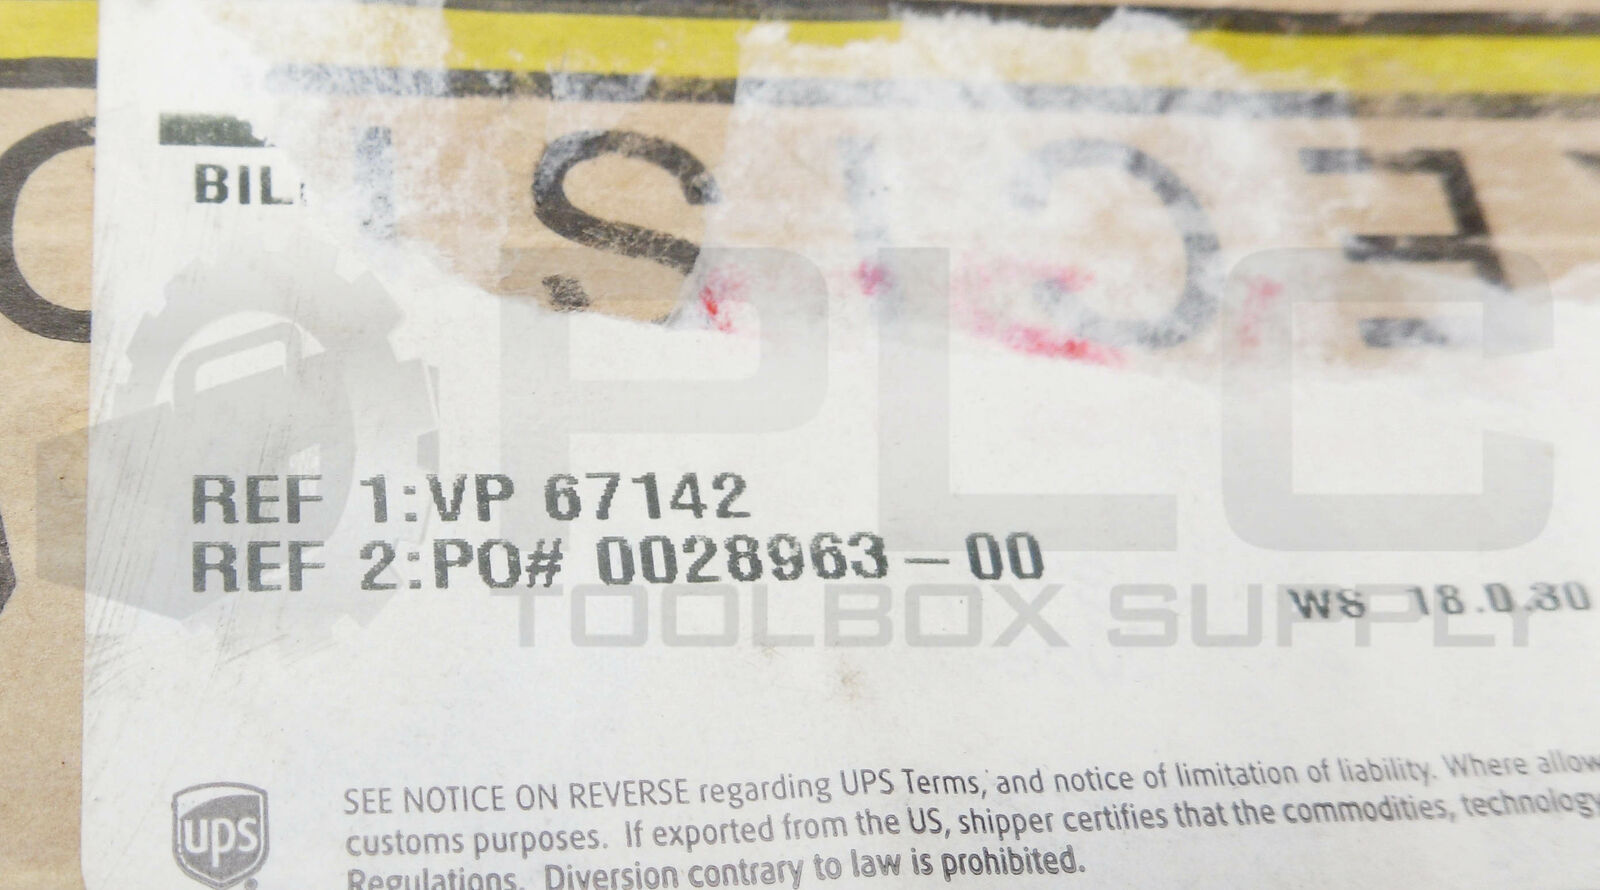 BIL
REF 1:VP 67142
REF 2:PO# 0028963-00
WS 18.0.30
PLC
TOOLBOX SUPPLY
ups
SEE NOTICE ON REVERSE regarding UPS Terms, and notice of limitation of liability. Where allow
customs purposes. If exported from the US, shipper certifies that the commodities, technology
Regulations. Diversion contrary to law is prohibited.